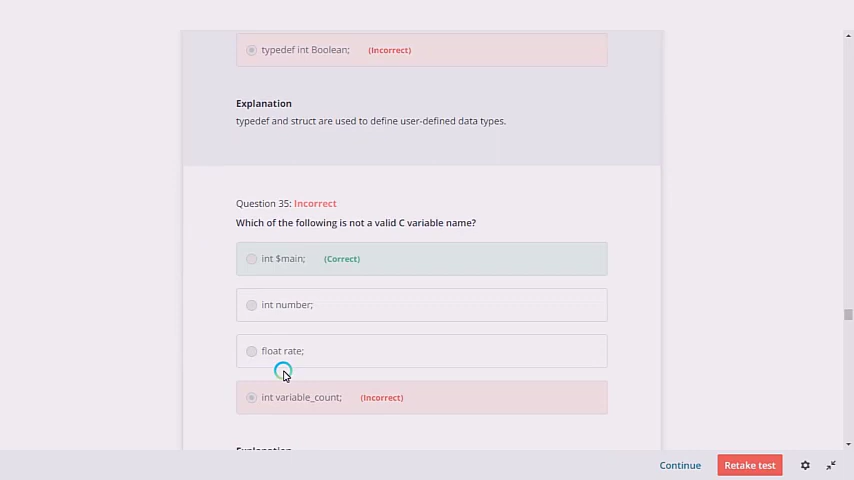 typedef int Boolean; (Incorrect)
Explanation
typedef and struct are used to define user-defined data types.
Question 35: Incorrect
Which of the following is not a valid C variable name?
int $main; (Correct)
int number;
float rate;
int variable_count; (Incorrect)
Continue Retake test